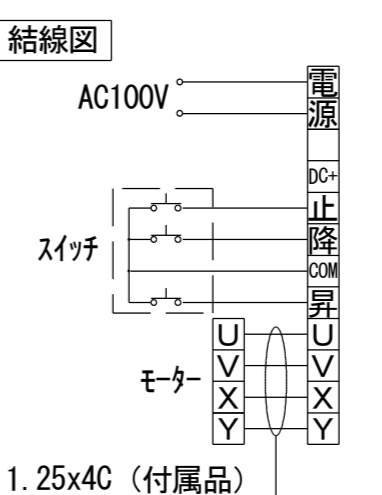 結線図
AC100V
電
源
DC+
止
降
COM
昇
スイッチ
U U
V V
X X
Y Y
モーター
1.25x4C (付属品)